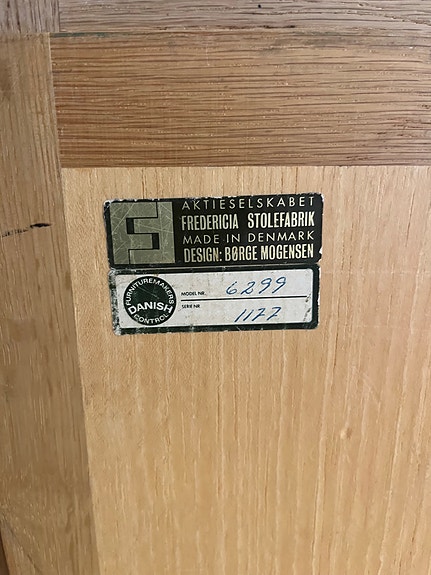 AKTIESELSKABET
FREDERICIA STOLEFABRIK
MADE IN DENMARK
DESIGN: BØRGE MOGENSEN
FURNITUREMAKERS
DANISH
CONTROL
MODEL NR. 6299
SERIE NR 1177